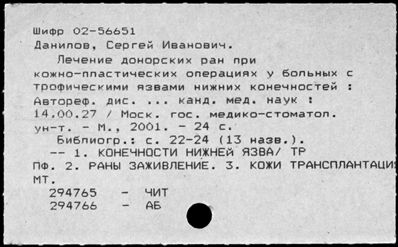 Шифр 02-56651
Данилов, Сергей Иванович.
Лечение донорских ран при
кожно-пластических операциях у больных с
трофическими язвами нижних конечностей :
Автореф. дис. ... канд. мед. наук :
14.00.27 / Моск. гос. медико-стоматол.
ун-т. - М., 2001. - 24 с.
Библиогр.: с. 22-24 (13 назв.).
-- 1. КОНЕЧНОСТИ НИЖНЕЙ ЯЗВА/ ТР
ПФ. 2. РАНЫ ЗАЖИВЛЕНИЕ. 3. КОЖИ ТРАНСПЛАНТАЦИ
МТ.
294765 - ЧИТ
294766 - АБ